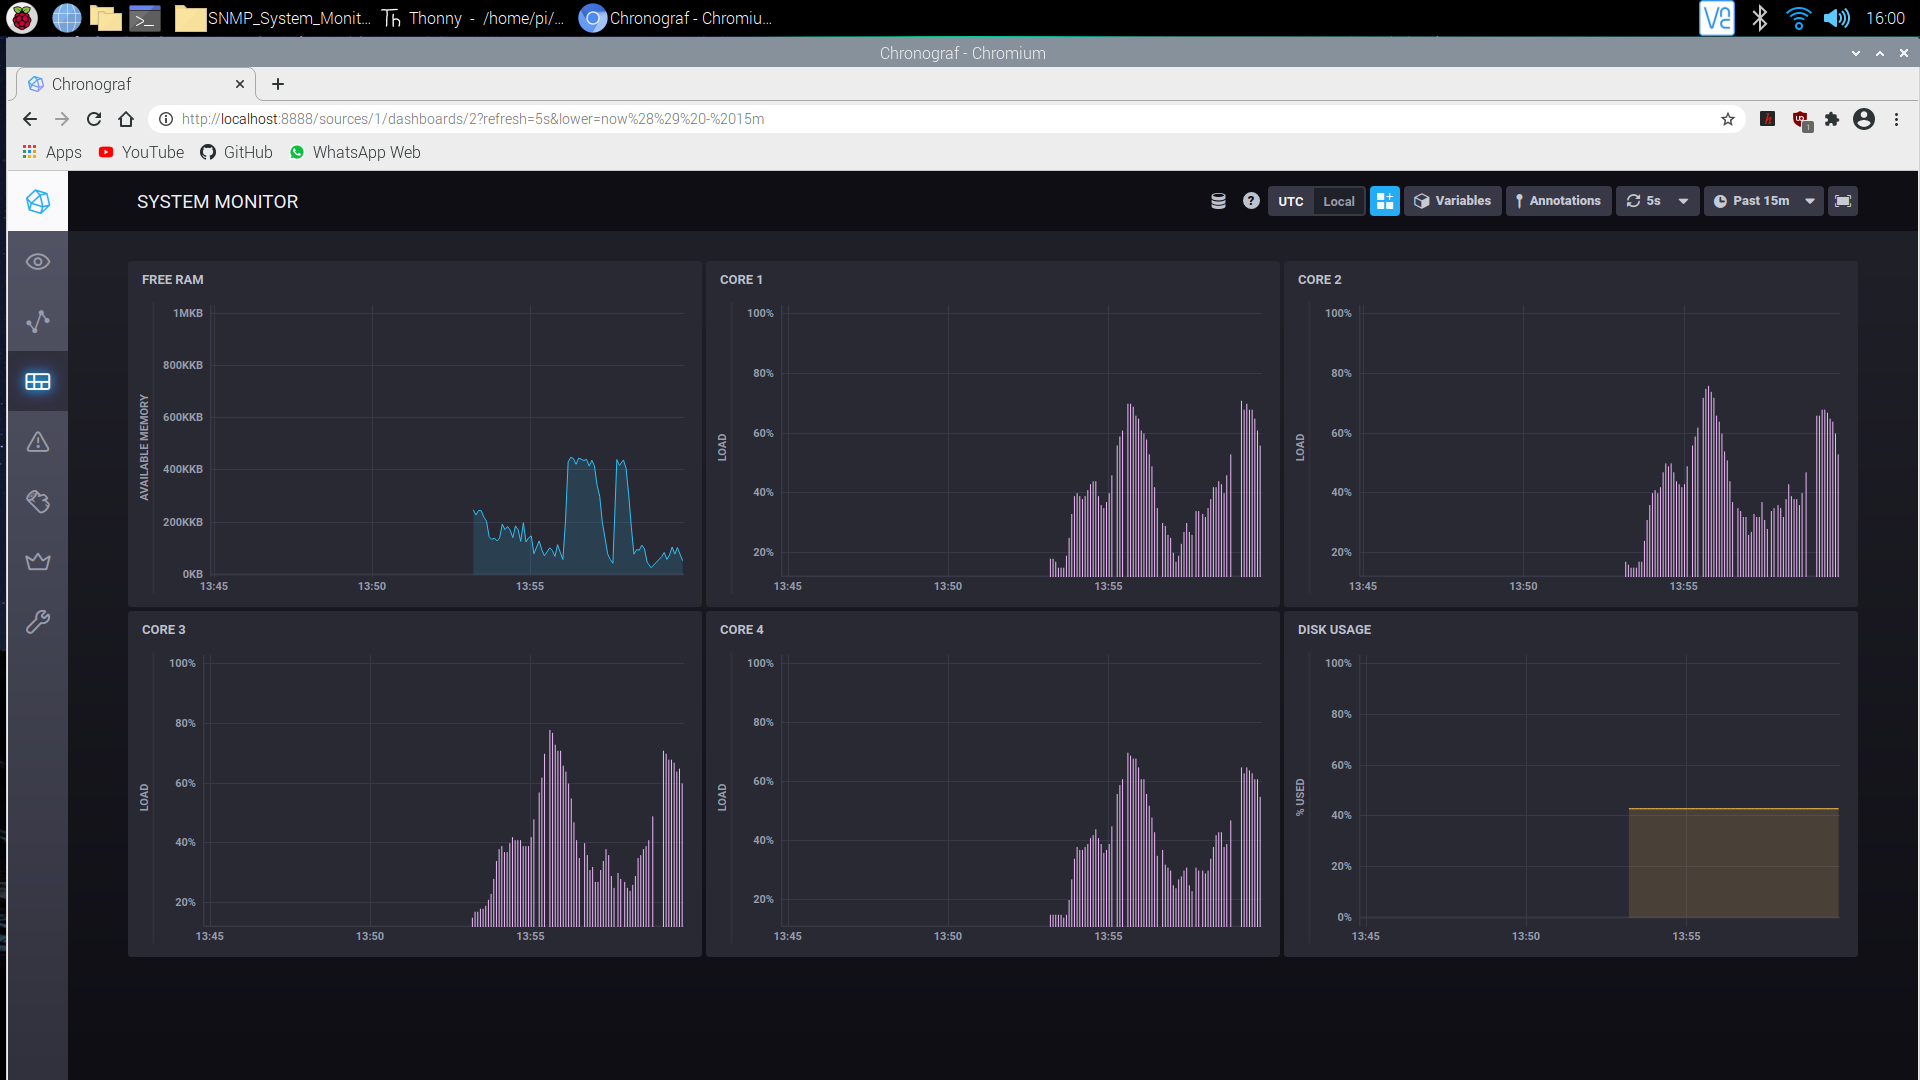 SNMP_System_Monit...
Thonny - /home/pi/...
Chronograf - Chromiu...
16:00
Chronograf - Chromium
Chronograf
http://localhost:8888/sources/1/dashboards/2?refresh=5s&lower=now%28%29%20-%2015m
Apps
YouTube
GitHub
WhatsApp Web
SYSTEM MONITOR
UTC
Local
Variables
Annotations
5s
Past 15m
FREE RAM
AVAILABLE MEMORY
1MKB
800KKB
600KKB
400KKB
200KKB
0KB
13:45
13:50
13:55
CORE 1
LOAD
100%
80%
60%
40%
20%
13:45
13:50
13:55
CORE 2
LOAD
100%
80%
60%
40%
20%
13:45
13:50
13:55
CORE 3
LOAD
100%
80%
60%
40%
20%
13:45
13:50
13:55
CORE 4
LOAD
100%
80%
60%
40%
20%
13:45
13:50
13:55
DISK USAGE
% USED
100%
80%
60%
40%
20%
0%
13:45
13:50
13:55